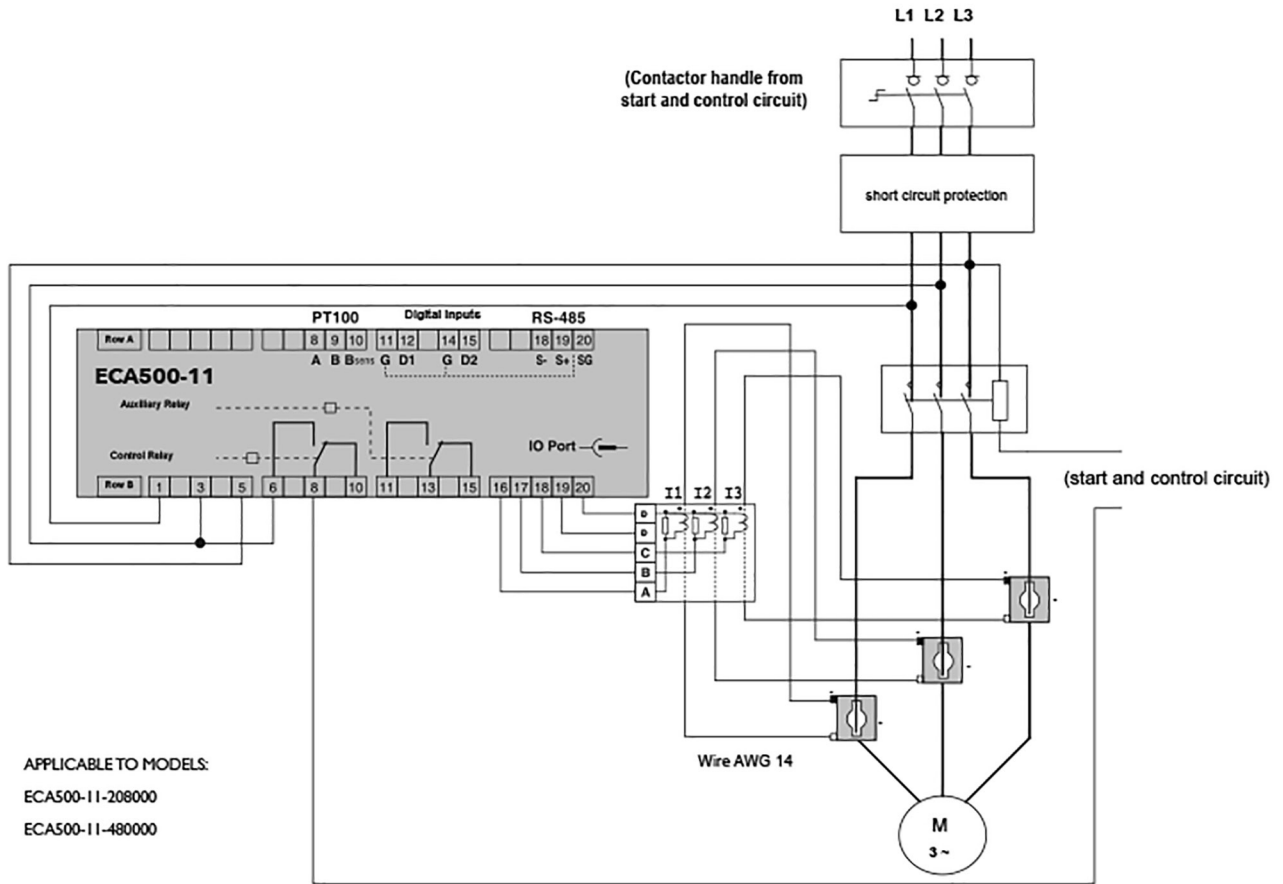 L1 L2 L3
(Contactor handle from
start and control circuit)
short circuit protection
PT100 Digital Inputs RS-485
Row A 8 9 10 11 12 14 15 18 19 20
A B Bsens G D1 G D2 S- S+ SG
ECA500-11
Auxiliary Relay
Control Relay
IO Port
Row B 1 3 5 6 8 10 11 13 15 16 17 18 19 20
I1 I2 I3
D
D
C
B
A
(start and control circuit)
Wire AWG 14
M
3 ~
APPLICABLE TO MODELS:
ECA500-11-208000
ECA500-11-480000